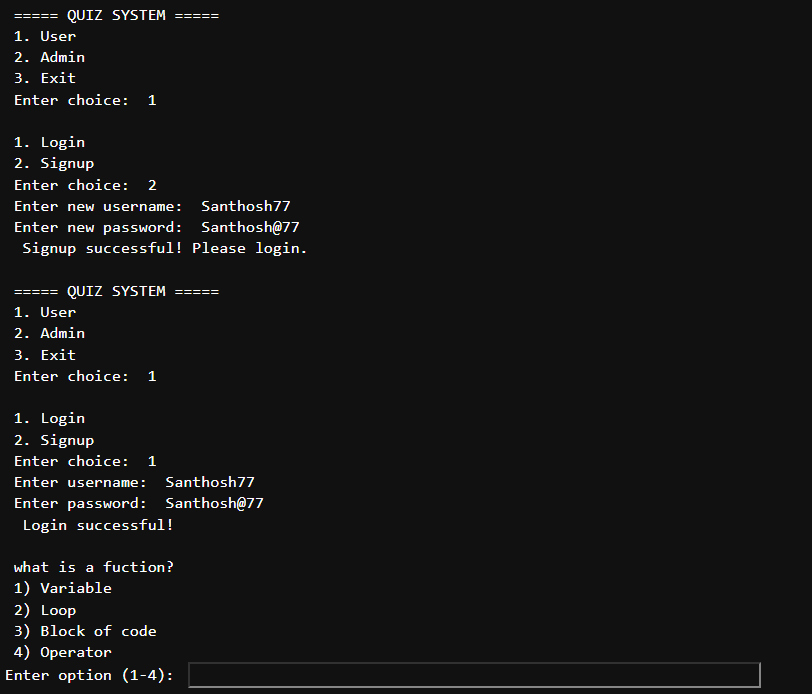 ===== QUIZ SYSTEM =====
1. User
2. Admin
3. Exit
Enter choice:  1

1. Login
2. Signup
Enter choice:  2
Enter new username:  Santhosh77
Enter new password:  Santhosh@77
 Signup successful! Please login.

===== QUIZ SYSTEM =====
1. User
2. Admin
3. Exit
Enter choice:  1

1. Login
2. Signup
Enter choice:  1
Enter username:  Santhosh77
Enter password:  Santhosh@77
 Login successful!

what is a fuction?
1) Variable
2) Loop
3) Block of code
4) Operator
Enter option (1-4):